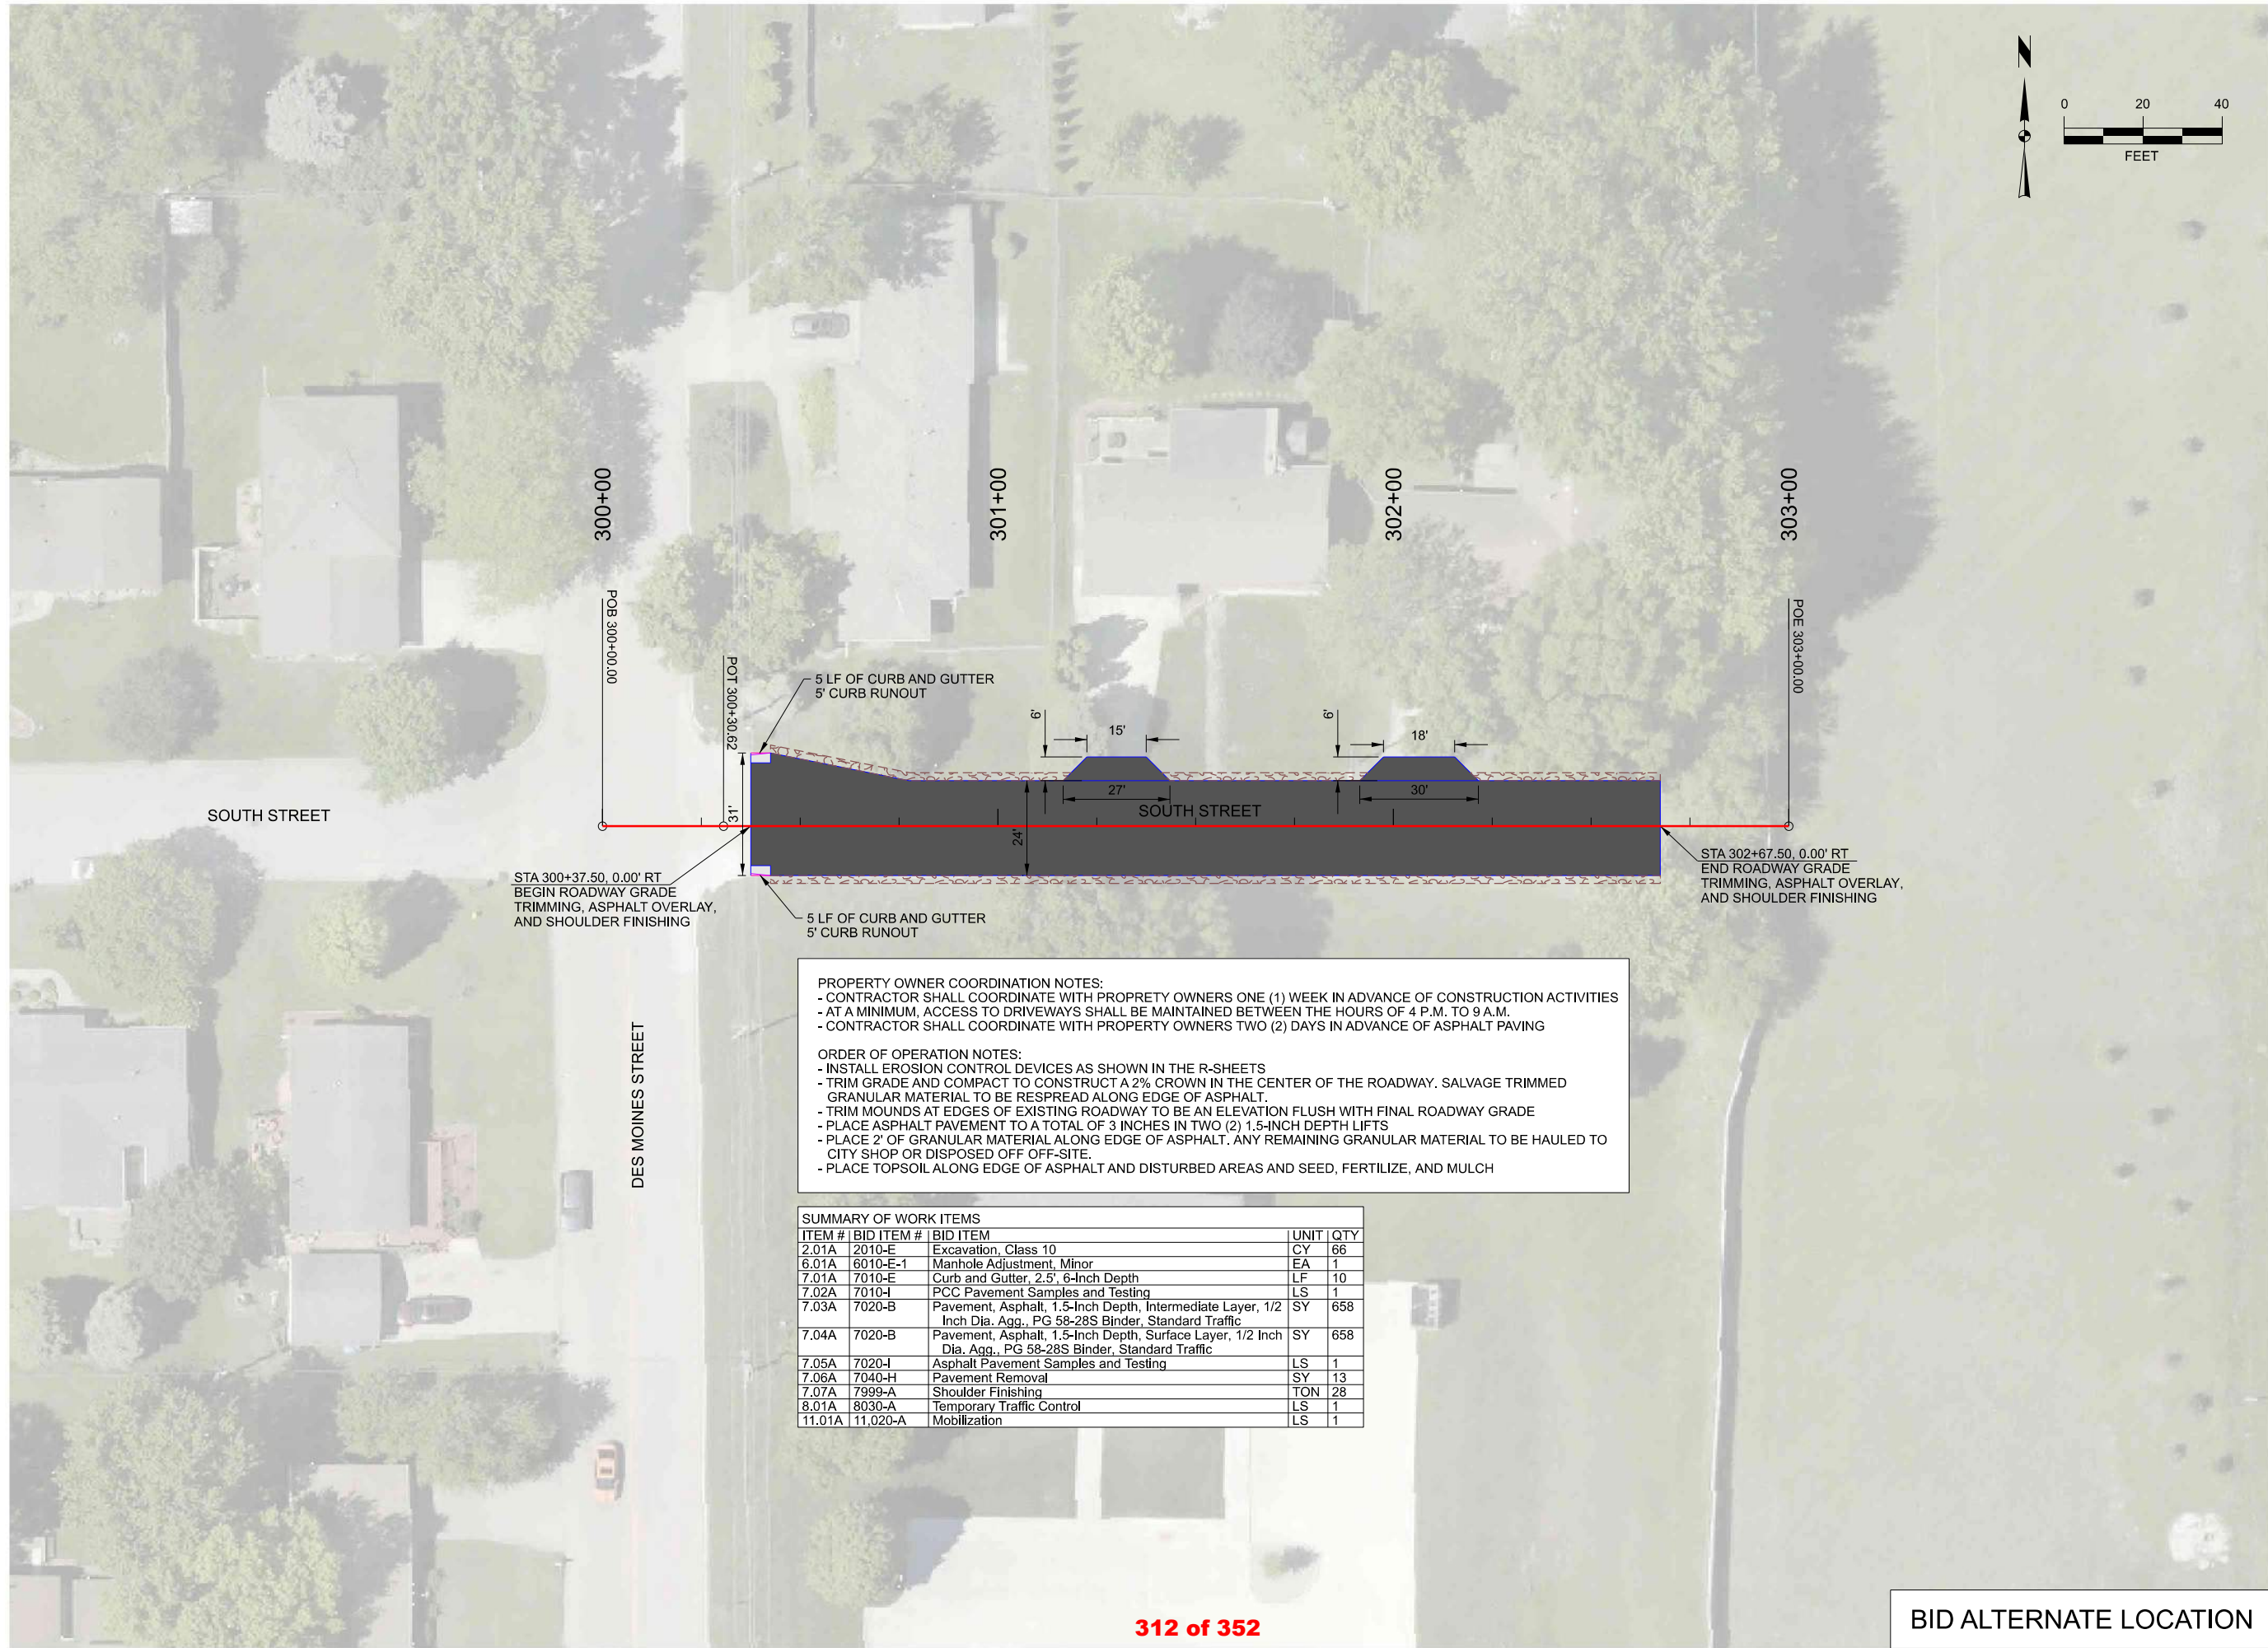 N
0 20 40
FEET
300+00
301+00
302+00
303+00
POB 300+00.00
POT 300+30.62
POE 303+00.00
5 LF OF CURB AND GUTTER
5' CURB RUNOUT
6'
15'
6'
18'
27'
30'
31'
24'
SOUTH STREET
SOUTH STREET
STA 300+37.50, 0.00' RT
BEGIN ROADWAY GRADE
TRIMMING, ASPHALT OVERLAY,
AND SHOULDER FINISHING
STA 302+67.50, 0.00' RT
END ROADWAY GRADE
TRIMMING, ASPHALT OVERLAY,
AND SHOULDER FINISHING
5 LF OF CURB AND GUTTER
5' CURB RUNOUT
DES MOINES STREET
PROPERTY OWNER COORDINATION NOTES:
- CONTRACTOR SHALL COORDINATE WITH PROPRETY OWNERS ONE (1) WEEK IN ADVANCE OF CONSTRUCTION ACTIVITIES
- AT A MINIMUM, ACCESS TO DRIVEWAYS SHALL BE MAINTAINED BETWEEN THE HOURS OF 4 P.M. TO 9 A.M.
- CONTRACTOR SHALL COORDINATE WITH PROPERTY OWNERS TWO (2) DAYS IN ADVANCE OF ASPHALT PAVING
ORDER OF OPERATION NOTES:
- INSTALL EROSION CONTROL DEVICES AS SHOWN IN THE R-SHEETS
- TRIM GRADE AND COMPACT TO CONSTRUCT A 2% CROWN IN THE CENTER OF THE ROADWAY. SALVAGE TRIMMED
GRANULAR MATERIAL TO BE RESPREAD ALONG EDGE OF ASPHALT.
- TRIM MOUNDS AT EDGES OF EXISTING ROADWAY TO BE AN ELEVATION FLUSH WITH FINAL ROADWAY GRADE
- PLACE ASPHALT PAVEMENT TO A TOTAL OF 3 INCHES IN TWO (2) 1.5-INCH DEPTH LIFTS
- PLACE 2' OF GRANULAR MATERIAL ALONG EDGE OF ASPHALT. ANY REMAINING GRANULAR MATERIAL TO BE HAULED TO
CITY SHOP OR DISPOSED OFF OFF-SITE.
- PLACE TOPSOIL ALONG EDGE OF ASPHALT AND DISTURBED AREAS AND SEED, FERTILIZE, AND MULCH
SUMMARY OF WORK ITEMS
ITEM # BID ITEM # BID ITEM UNIT QTY
2.01A 2010-E Excavation, Class 10 CY 66
6.01A 6010-E-1 Manhole Adjustment, Minor EA 1
7.01A 7010-E Curb and Gutter, 2.5', 6-Inch Depth LF 10
7.02A 7010-I PCC Pavement Samples and Testing LS 1
7.03A 7020-B Pavement, Asphalt, 1.5-Inch Depth, Intermediate Layer, 1/2 SY 658
Inch Dia. Agg., PG 58-28S Binder, Standard Traffic
7.04A 7020-B Pavement, Asphalt, 1.5-Inch Depth, Surface Layer, 1/2 Inch SY 658
Dia. Agg., PG 58-28S Binder, Standard Traffic
7.05A 7020-I Asphalt Pavement Samples and Testing LS 1
7.06A 7040-H Pavement Removal SY 13
7.07A 7999-A Shoulder Finishing TON 28
8.01A 8030-A Temporary Traffic Control LS 1
11.01A 11,020-A Mobilization LS 1
312 of 352
BID ALTERNATE LOCATION